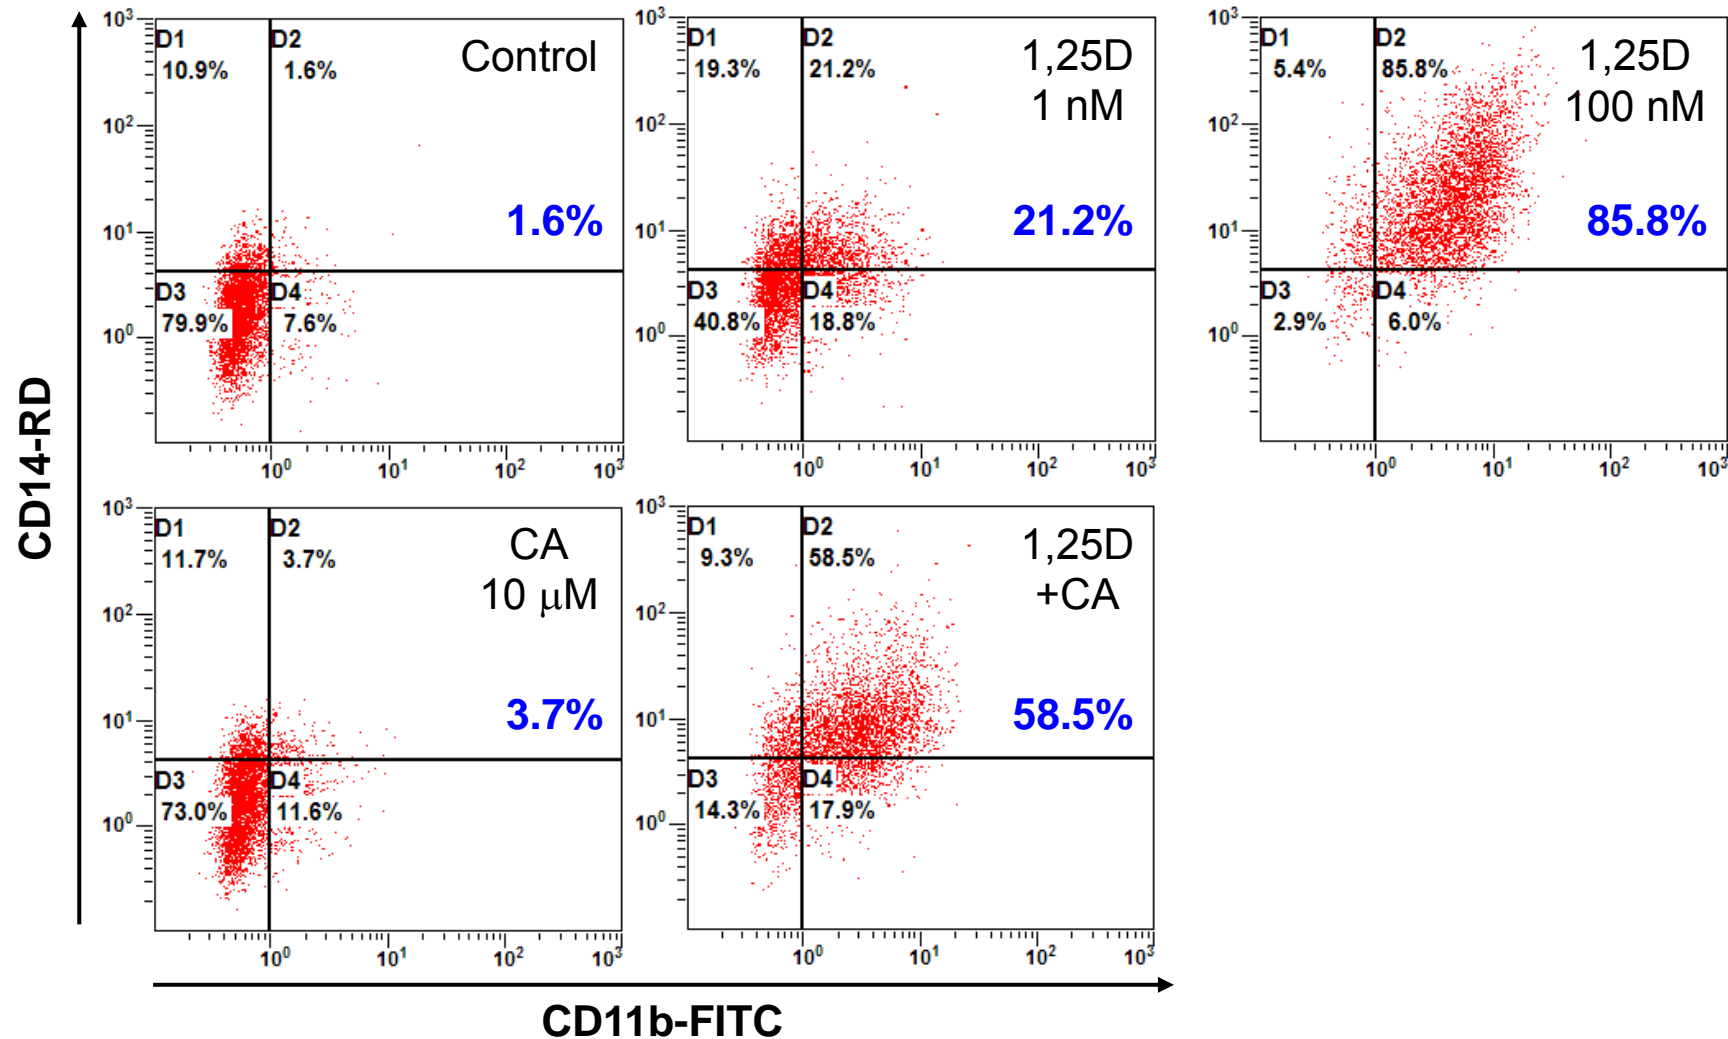 CD14-RD
D1 D2 Control
10.9% 1.6%
1.6%
D3 D4
79.9% 7.6%
10³
10²
10¹
10⁰
10⁰ 10¹ 10² 10³
D1 D2 1,25D
19.3% 21.2% 1 nM
21.2%
D3 D4
40.8% 18.8%
10³
10²
10¹
10⁰
10⁰ 10¹ 10² 10³
D1 D2 1,25D
5.4% 85.8% 100 nM
85.8%
D3 D4
2.9% 6.0%
10³
10²
10¹
10⁰
10⁰ 10¹ 10² 10³
D1 D2 CA
11.7% 3.7% 10 μM
3.7%
D3 D4
73.0% 11.6%
10³
10²
10¹
10⁰
10⁰ 10¹ 10² 10³
D1 D2 1,25D
9.3% 58.5% +CA
58.5%
D3 D4
14.3% 17.9%
10³
10²
10¹
10⁰
10⁰ 10¹ 10² 10³
CD11b-FITC